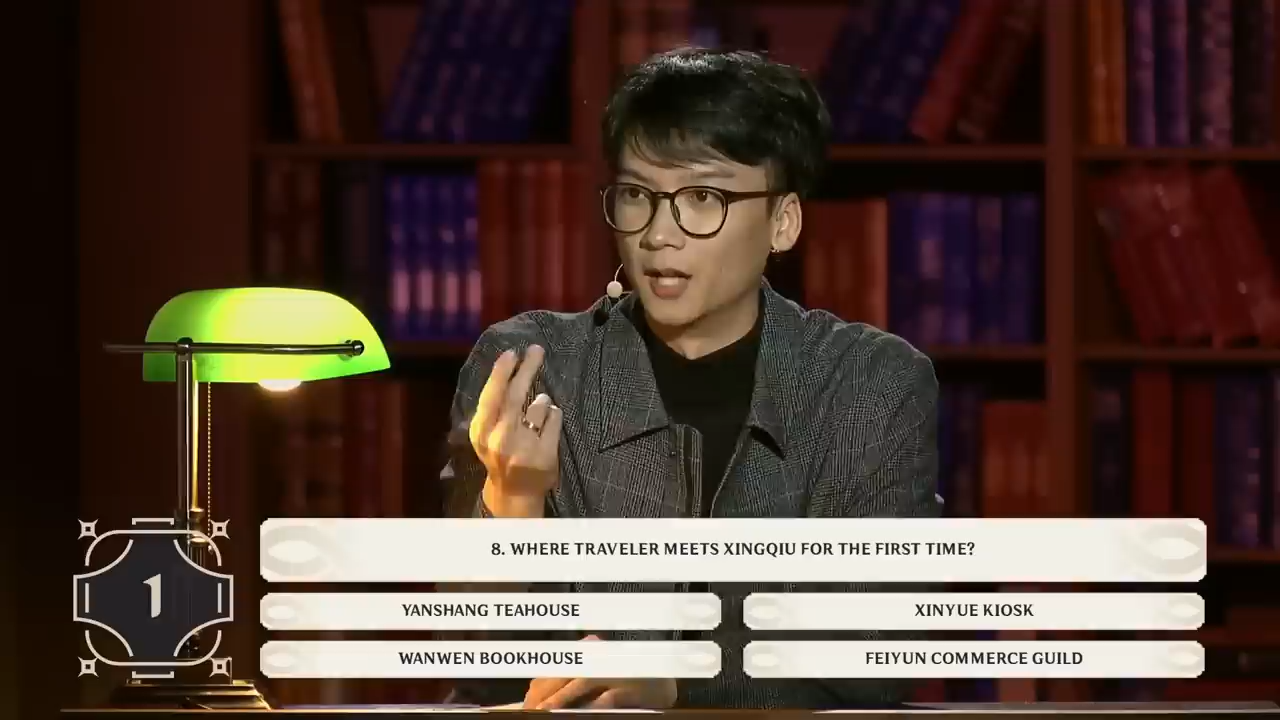 8. WHERE TRAVELER MEETS XINGQIU FOR THE FIRST TIME?
YANSHANG TEAHOUSE
XINYUE KIOSK
1
WANWEN BOOKHOUSE
FEIYUN COMMERCE GUILD